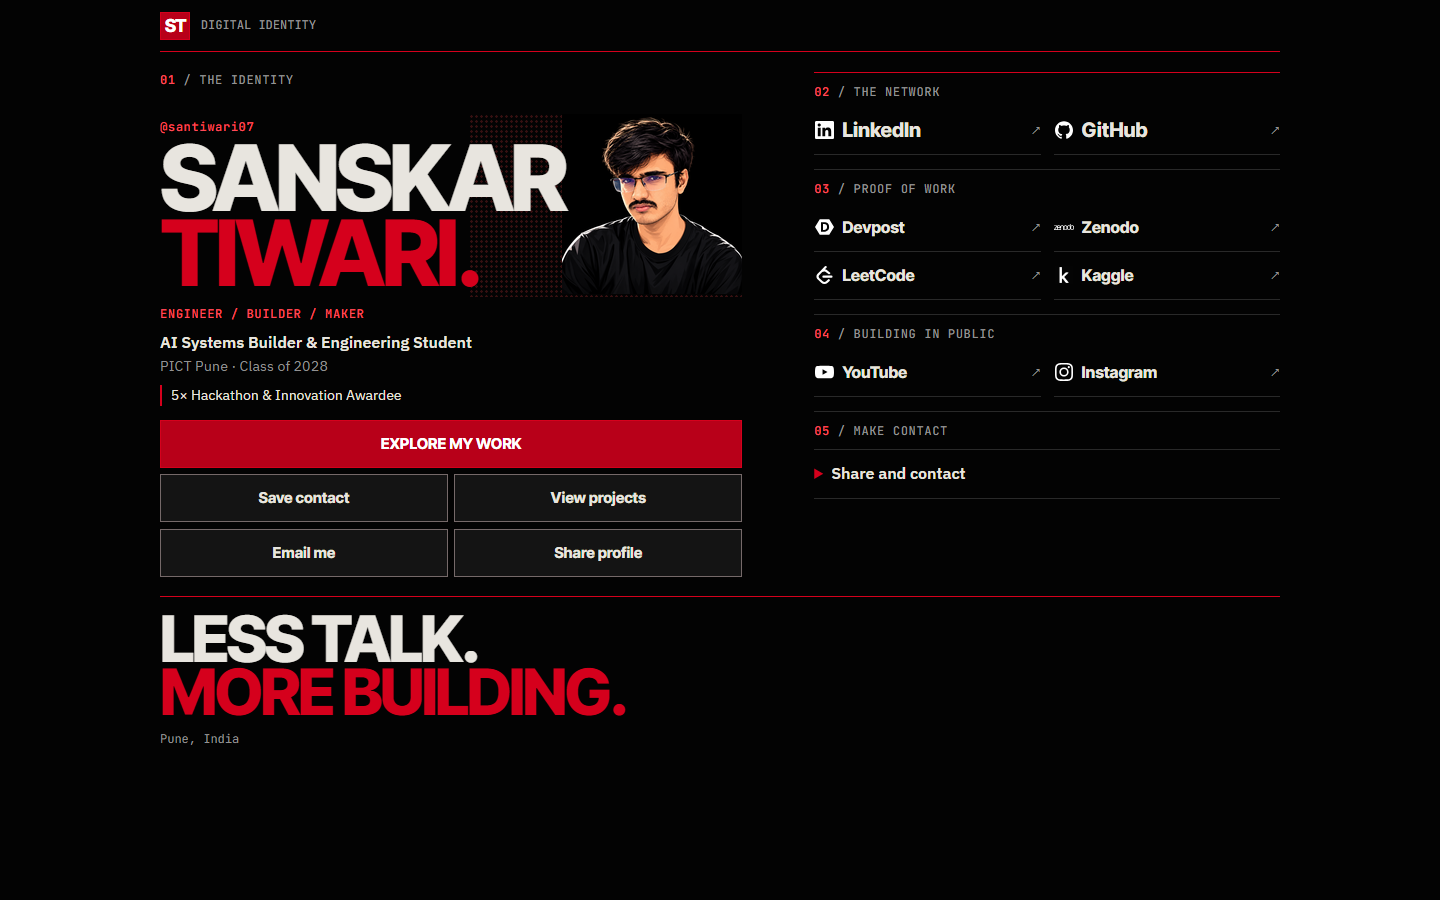 ST DIGITAL IDENTITY
01 / THE IDENTITY
@santiwari07
SANSKAR
TIWARI.
ENGINEER / BUILDER / MAKER
AI Systems Builder & Engineering Student
PICT Pune · Class of 2028
5× Hackathon & Innovation Awardee
EXPLORE MY WORK
Save contact
View projects
Email me
Share profile
02 / THE NETWORK
LinkedIn ↗
GitHub ↗
03 / PROOF OF WORK
Devpost ↗
zenodo Zenodo ↗
LeetCode ↗
Kaggle ↗
04 / BUILDING IN PUBLIC
YouTube ↗
Instagram ↗
05 / MAKE CONTACT
Share and contact
LESS TALK.
MORE BUILDING.
Pune, India